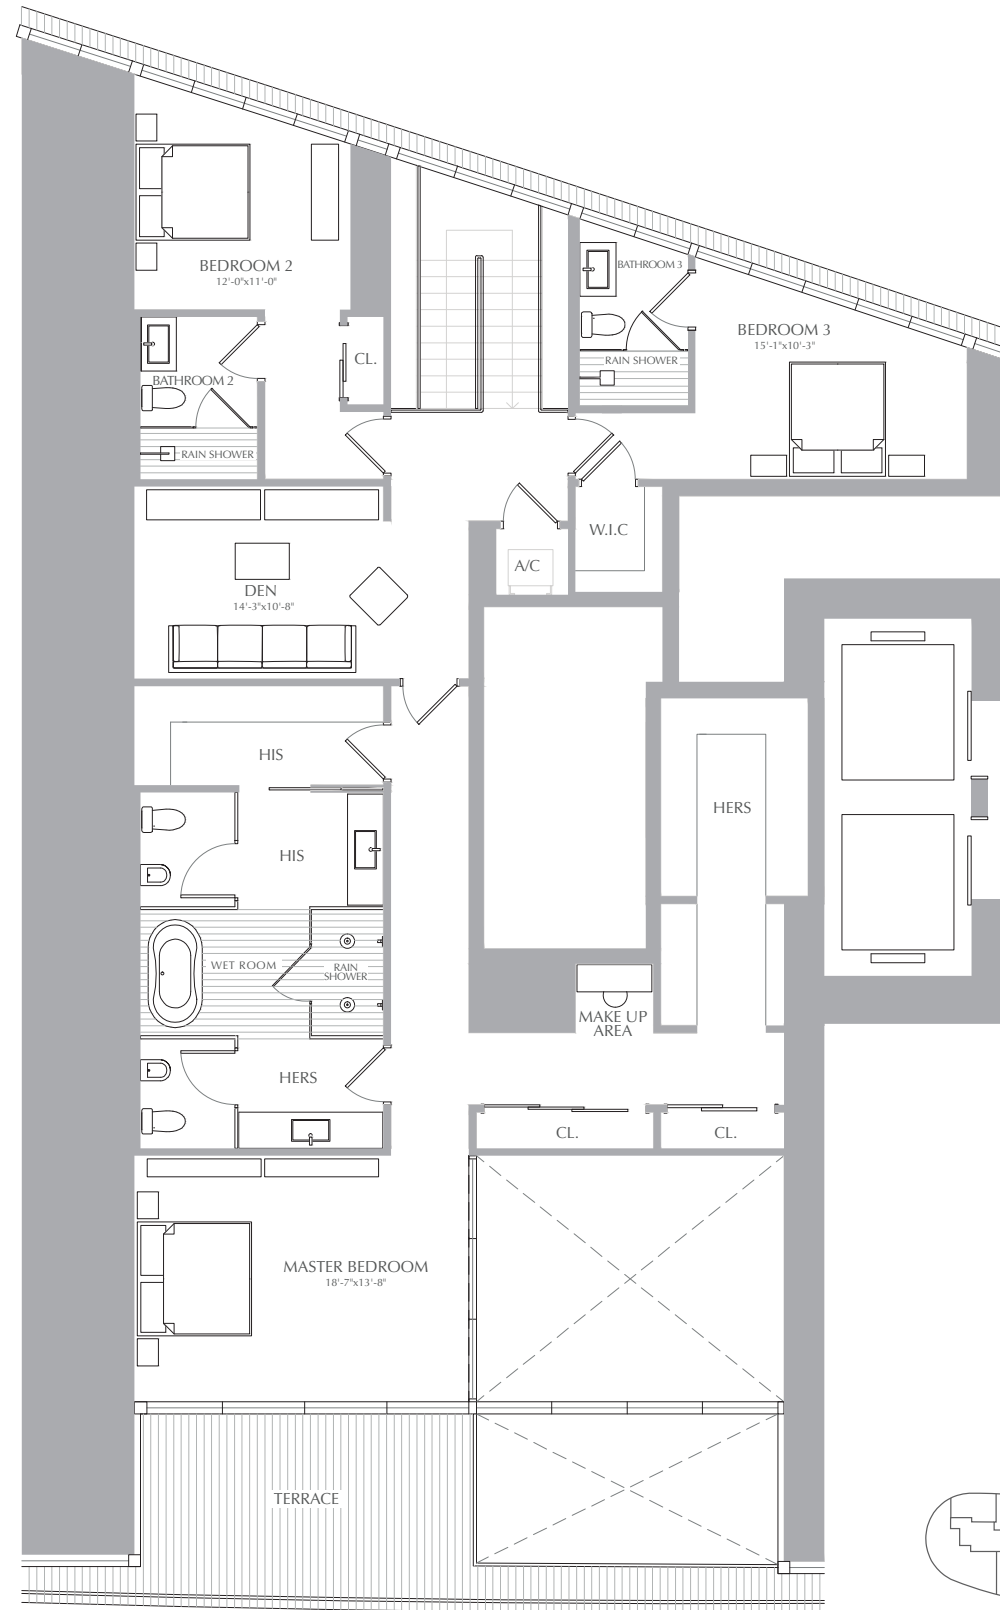 BEDROOM 2
12'-0"x11'-0"
BATHROOM 3
BEDROOM 3
15'-1"x10'-3"
CL.
RAIN SHOWER
BATHROOM 2
RAIN SHOWER
W.I.C
A/C
DEN
14'-3"x10'-8"
HIS
HERS
HIS
WET ROOM
RAIN
SHOWER
MAKE UP
AREA
HERS
CL.
CL.
MASTER BEDROOM
18'-7"x13'-8"
TERRACE